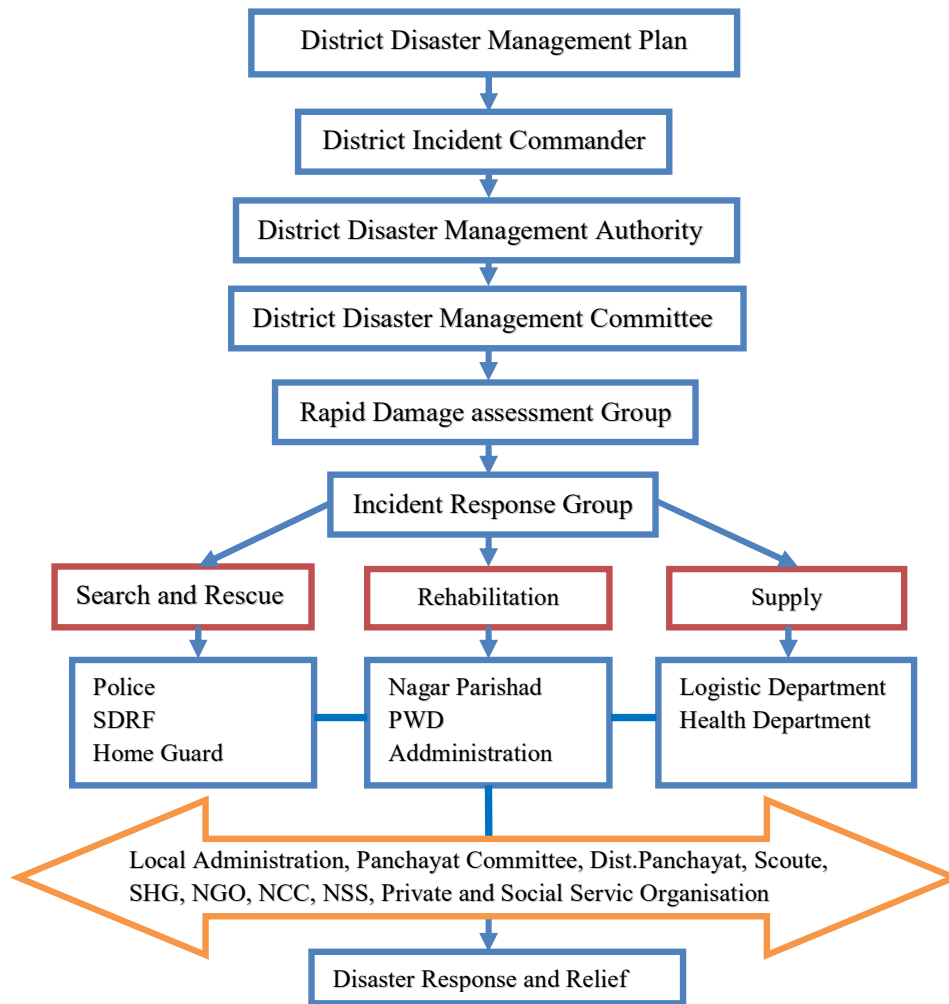 District Disaster Management Plan
District Incident Commander
District Disaster Management Authority
District Disaster Management Committee
Rapid Damage assessment Group
Incident Response Group
Search and Rescue
Rehabilitation
Supply
Police
SDRF
Home Guard
Nagar Parishad
PWD
Addministration
Logistic Department
Health Department
Local Administration, Panchayat Committee, Dist.Panchayat, Scoute,
SHG, NGO, NCC, NSS, Private and Social Servic Organisation
Disaster Response and Relief